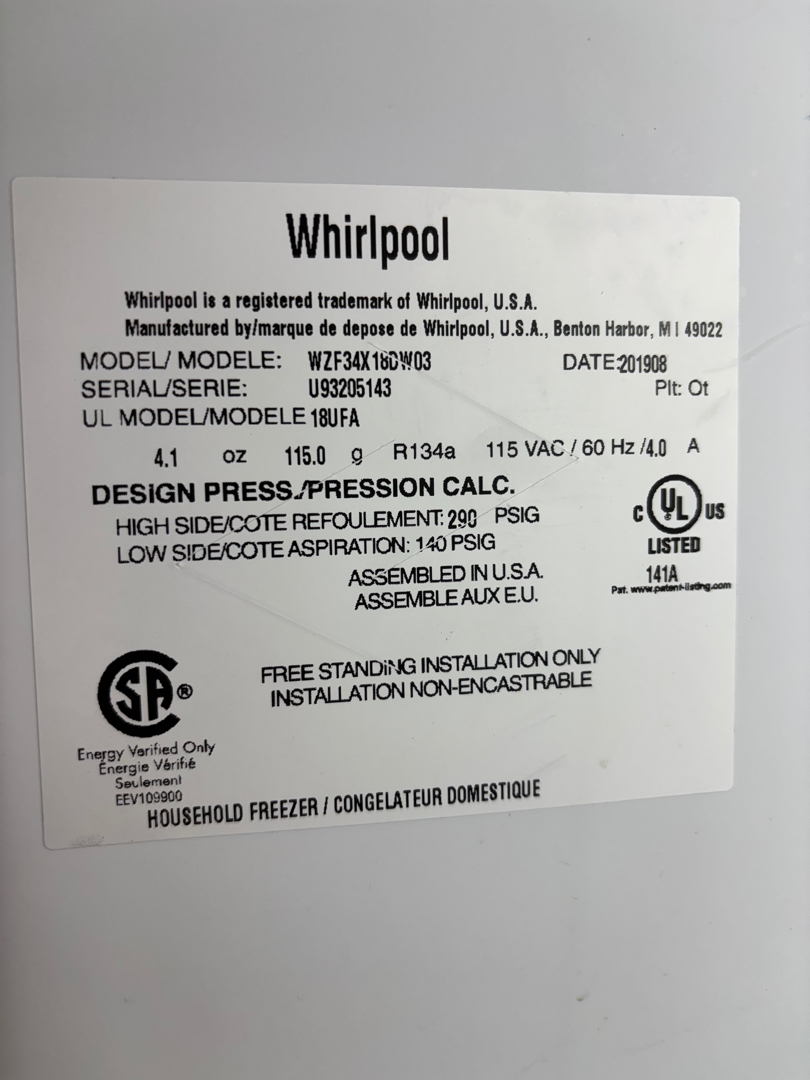 Whirlpool
Whirlpool is a registered trademark of Whirlpool, U.S.A.
Manufactured by/marque de depose de Whirlpool, U.S.A., Benton Harbor, M I 49022
MODEL/ MODELE: WZF34X18DW03 DATE:201908
SERIAL/SERIE: U93205143 Plt: Ot
UL MODEL/MODELE 18UFA
4.1 oz 115.0 g R134a 115 VAC / 60 Hz /4.0 A
DESIGN PRESS./PRESSION CALC.
HIGH SIDE/COTE REFOULEMENT: 290 PSIG
LOW SIDE/COTE ASPIRATION: 140 PSIG
C UL US
LISTED
141A
Pat. www.patent-listing.com
ASSEMBLED IN U.S.A.
ASSEMBLE AUX E.U.
FREE STANDING INSTALLATION ONLY
INSTALLATION NON-ENCASTRABLE
SA ®
Energy Verified Only
Énergie Vérifié
Seulement
EEV109900
HOUSEHOLD FREEZER / CONGELATEUR DOMESTIQUE